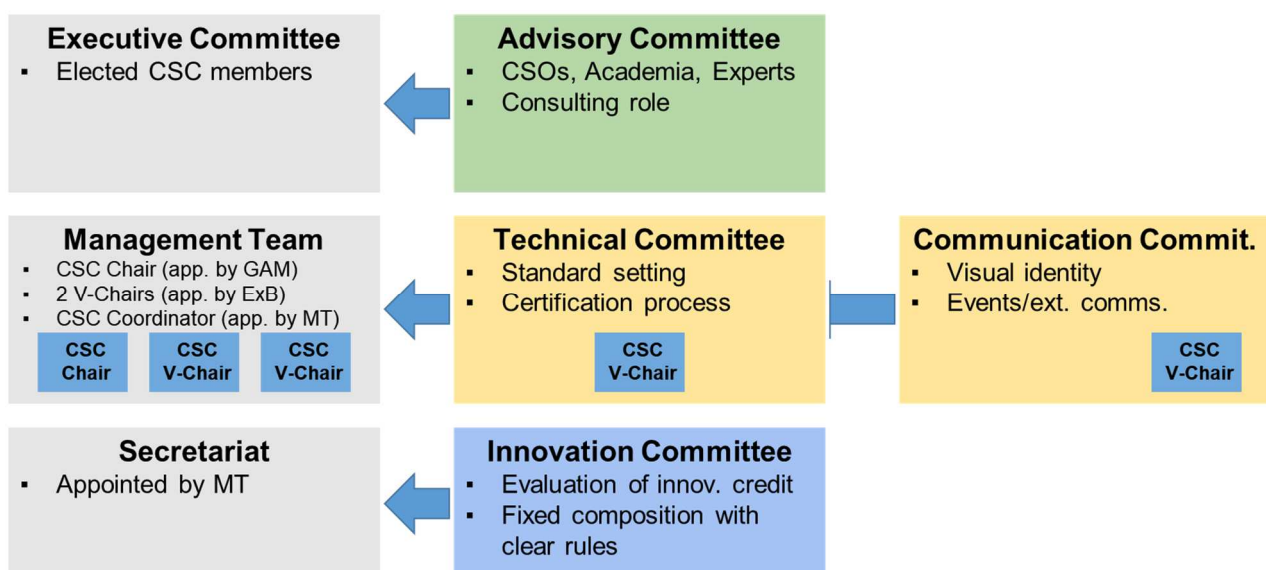 Executive Committee
▪ Elected CSC members
Advisory Committee
▪ CSOs, Academia, Experts
▪ Consulting role
Management Team
▪ CSC Chair (app. by GAM)
▪ 2 V-Chairs (app. by ExB)
▪ CSC Coordinator (app. by MT)
CSC
Chair
CSC
V-Chair
CSC
V-Chair
Technical Committee
▪ Standard setting
▪ Certification process
CSC
V-Chair
Communication Commit.
▪ Visual identity
▪ Events/ext. comms.
CSC
V-Chair
Secretariat
▪ Appointed by MT
Innovation Committee
▪ Evaluation of innov. credit
▪ Fixed composition with
clear rules